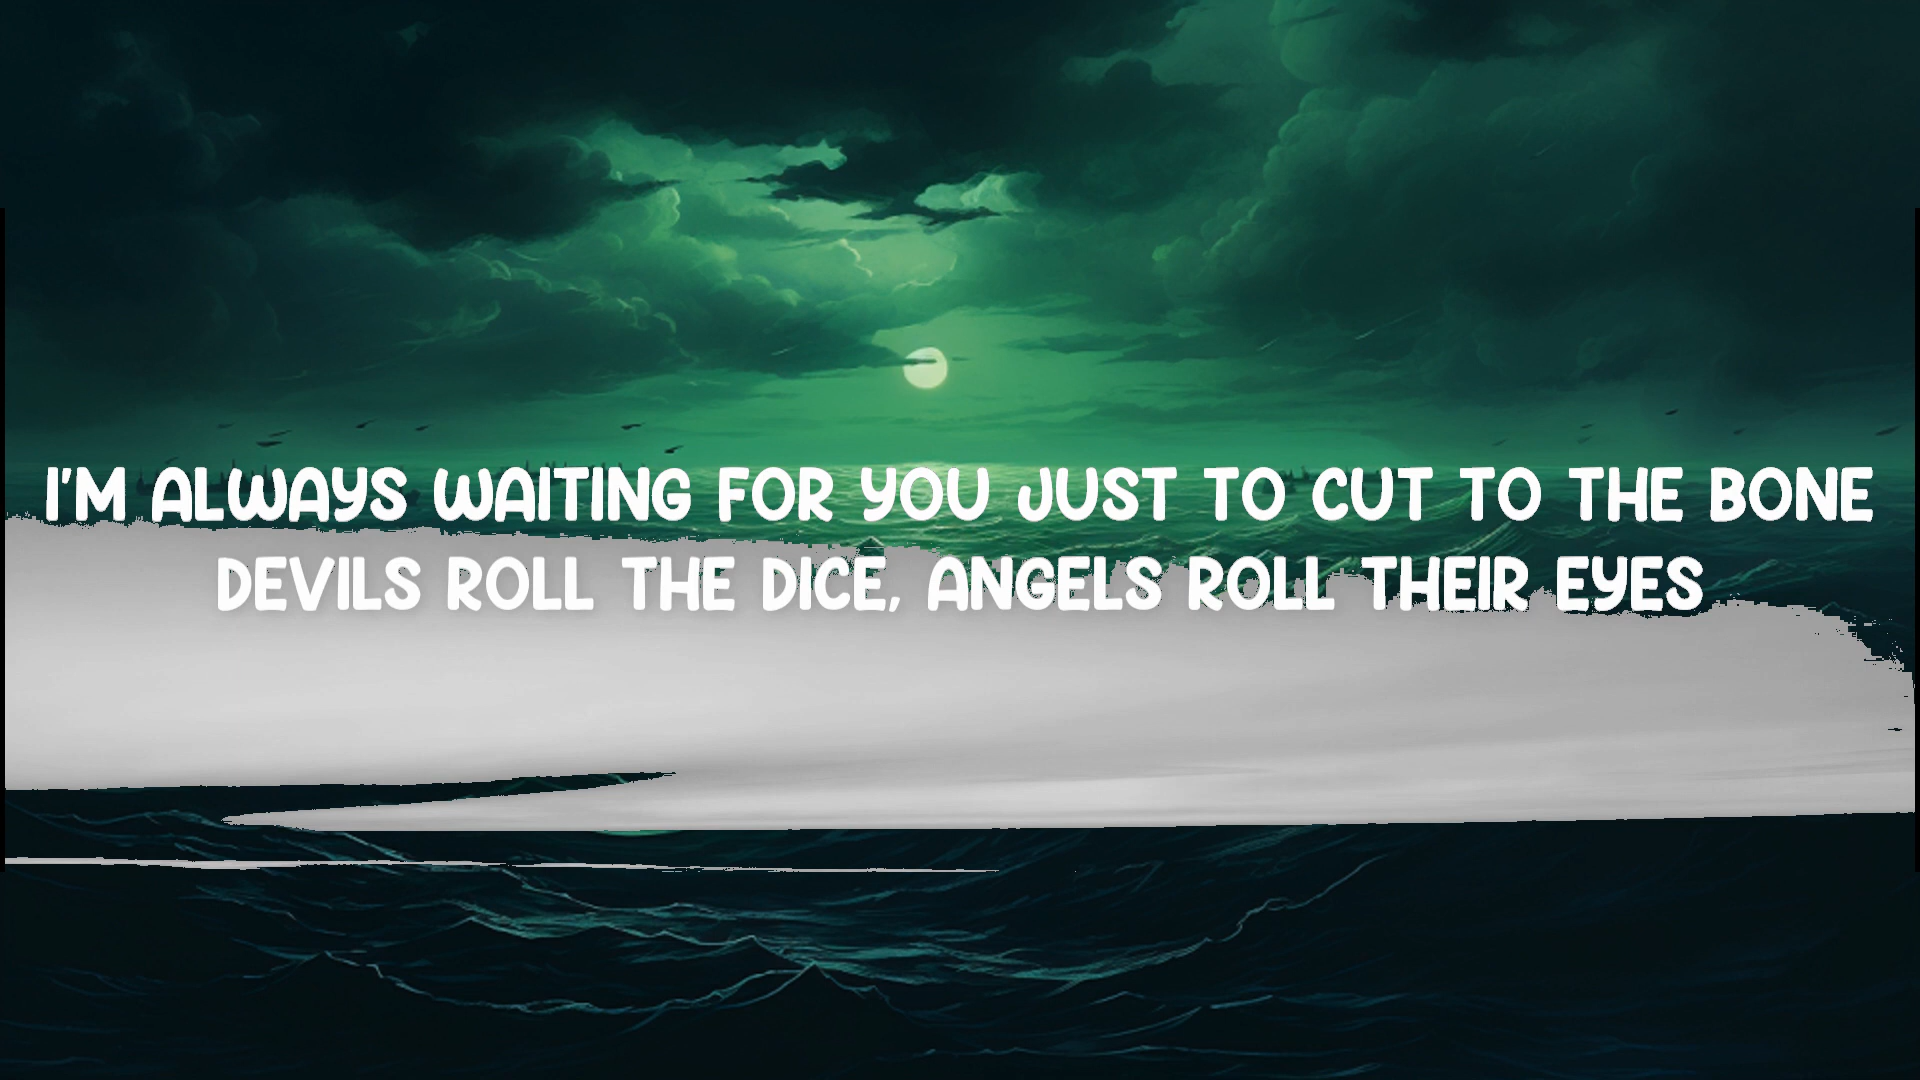 I'M ALWAYS WAITING FOR YOU JUST TO CUT TO THE BONE
DEVILS ROLL THE DICE, ANGELS ROLL THEIR EYES